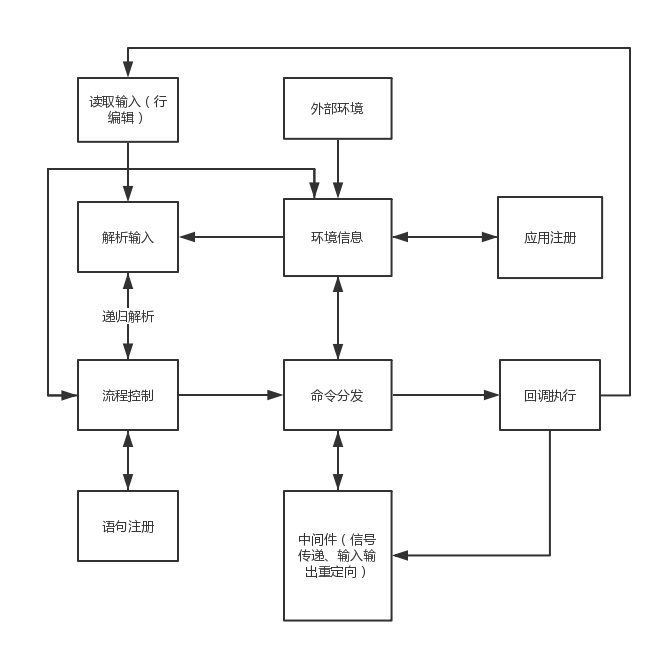 读取输入（行
编辑）
外部环境
解析输入
环境信息
应用注册
递归解析
流程控制
命令分发
回调执行
语句注册
中间件（信号
传递、输入输
出重定向）